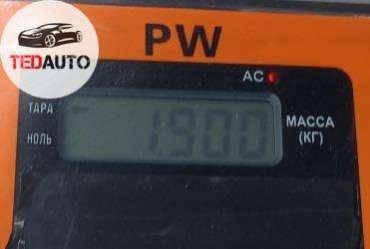 TEDAUTO
PW
AC
ТАРА
НОЛЬ
1.900
МАССА
(КГ)